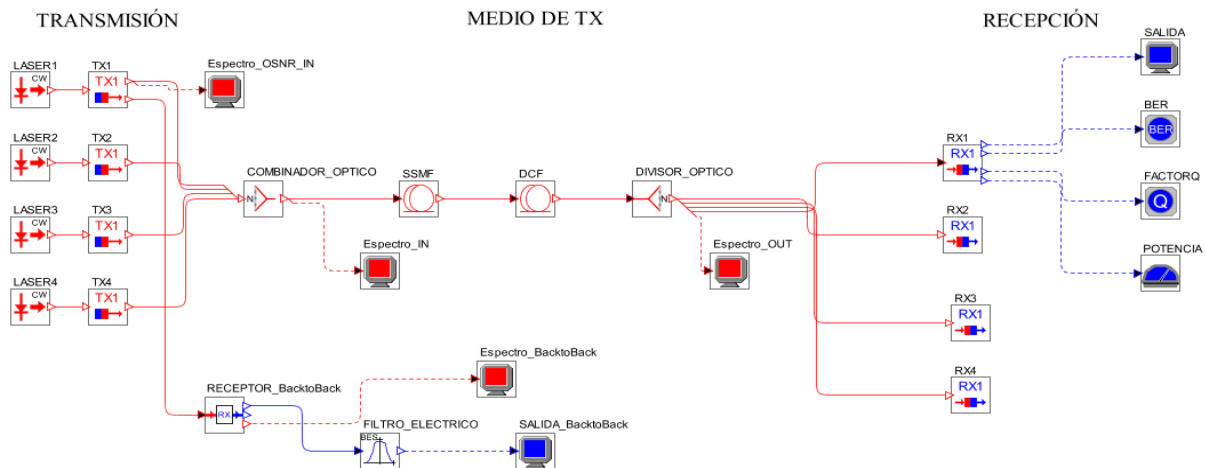 TRANSMISIÓN
MEDIO DE TX
RECEPCIÓN
LASER1
CW
TX1
TX1
Espectro_OSNR_IN
SALIDA
LASER2
CW
TX2
TX1
BER
BER
COMBINADOR_OPTICO
N
SSMF
DCF
DIVISOR_OPTICO
N
RX1
RX1
FACTORQ
Q
LASER3
CW
TX3
TX1
Espectro_IN
Espectro_OUT
RX2
RX1
POTENCIA
LASER4
CW
TX4
TX1
RX3
RX1
Espectro_BacktoBack
RX4
RX1
RECEPTOR_BacktoBack
RX
FILTRO_ELECTRICO
BES
SALIDA_BacktoBack